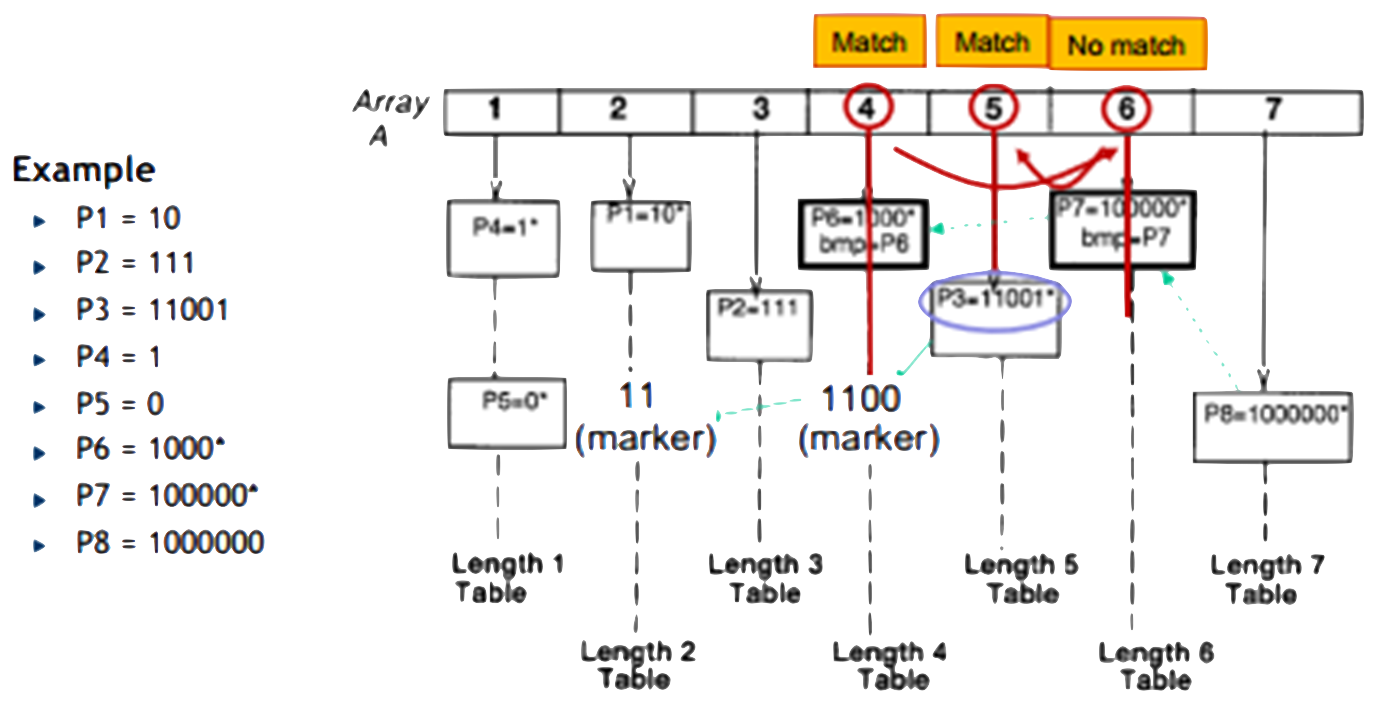 Match
Match
No match
Array
A
1
2
3
4
5
6
7
Example
P1 = 10
P2 = 111
P3 = 11001
P4 = 1
P5 = 0
P6 = 1000*
P7 = 100000*
P8 = 1000000
P4=1*
P1=10*
P6=1000*
bmp=P6
P7=100000*
bmp=P7
P2=111
P3=11001*
P5=0*
11
(marker)
1100
(marker)
P8=1000000*
Length 1
Table
Length 3
Table
Length 5
Table
Length 7
Table
Length 2
Table
Length 4
Table
Length 6
Table